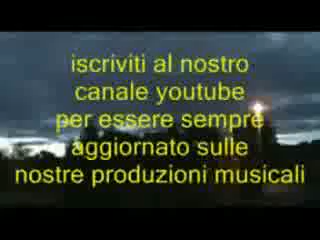 iscriviti al nostro
canale youtube
per essere sempre
aggiornato sulle
nostre produzioni musicali